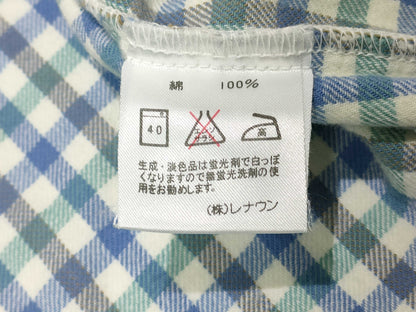 綿 100%
40 エンソ 高
サラシ
生成・淡色品は蛍光剤で白っぽ
くなりますので無蛍光洗剤の使
用をお勧めします。
(株)レナウン